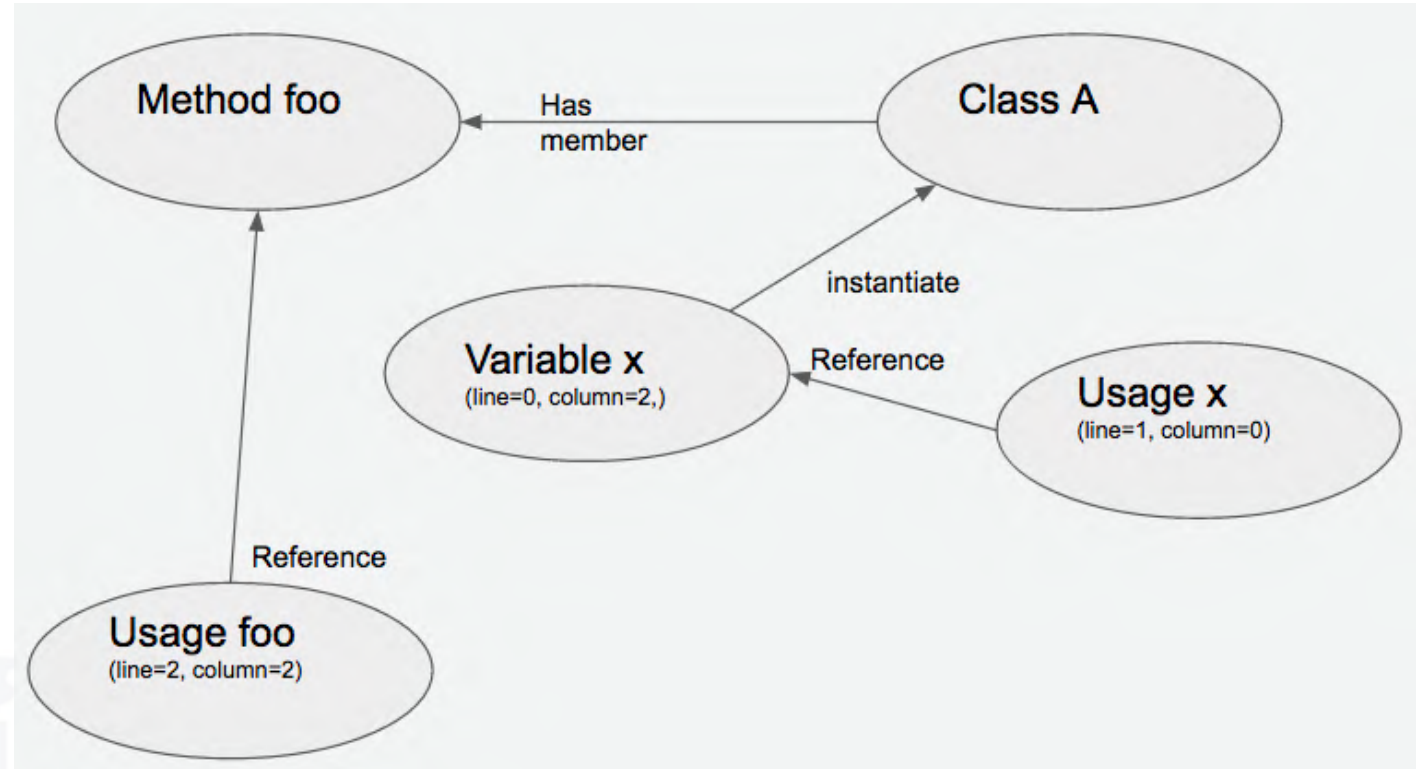 Method foo
Has
member
Class A
instantiate
Variable x
(line=0, column=2,)
Reference
Usage x
(line=1, column=0)
Reference
Usage foo
(line=2, column=2)